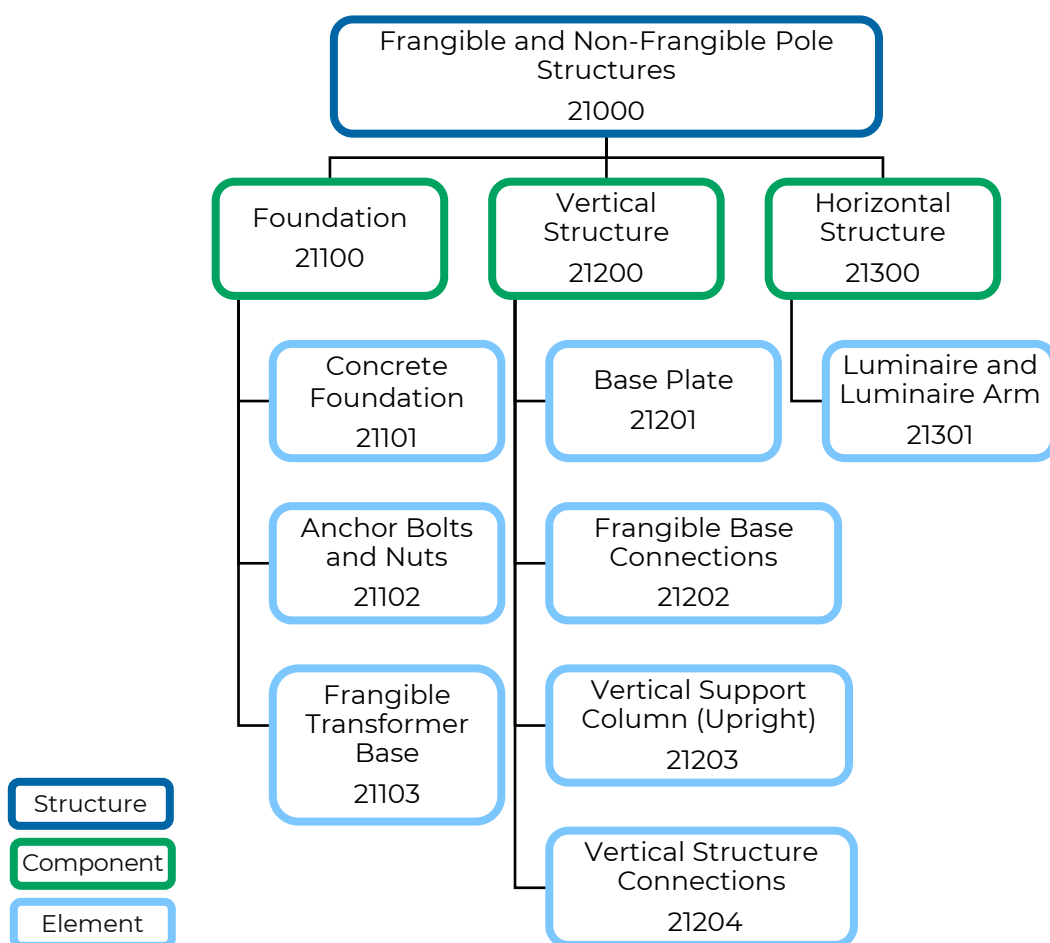 Frangible and Non-Frangible Pole
Structures
21000
Foundation
21100
Vertical
Structure
21200
Horizontal
Structure
21300
Concrete
Foundation
21101
Base Plate
21201
Luminaire and
Luminaire Arm
21301
Anchor Bolts
and Nuts
21102
Frangible Base
Connections
21202
Frangible
Transformer
Base
21103
Vertical Support
Column (Upright)
21203
Vertical Structure
Connections
21204
Structure
Component
Element